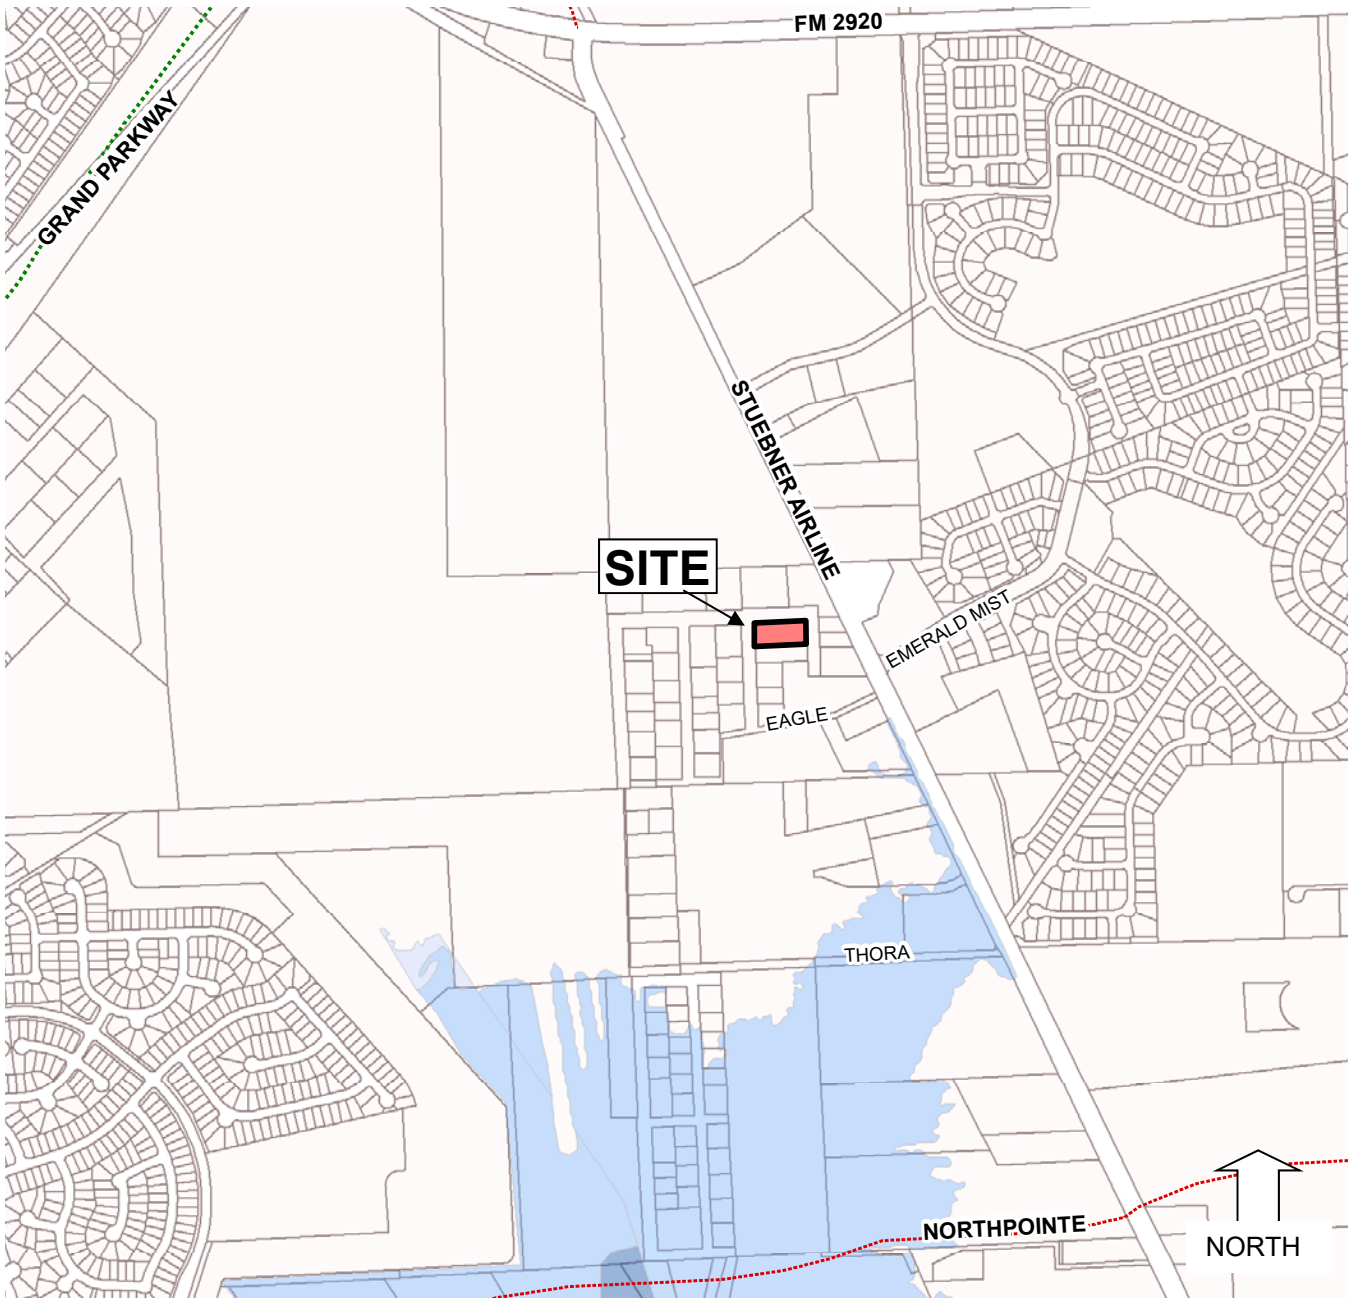 FM 2920
GRAND PARKWAY
STUEBNER AIRLINE
SITE
EMERALD MIST
EAGLE
THORA
NORTHPOINTE
NORTH